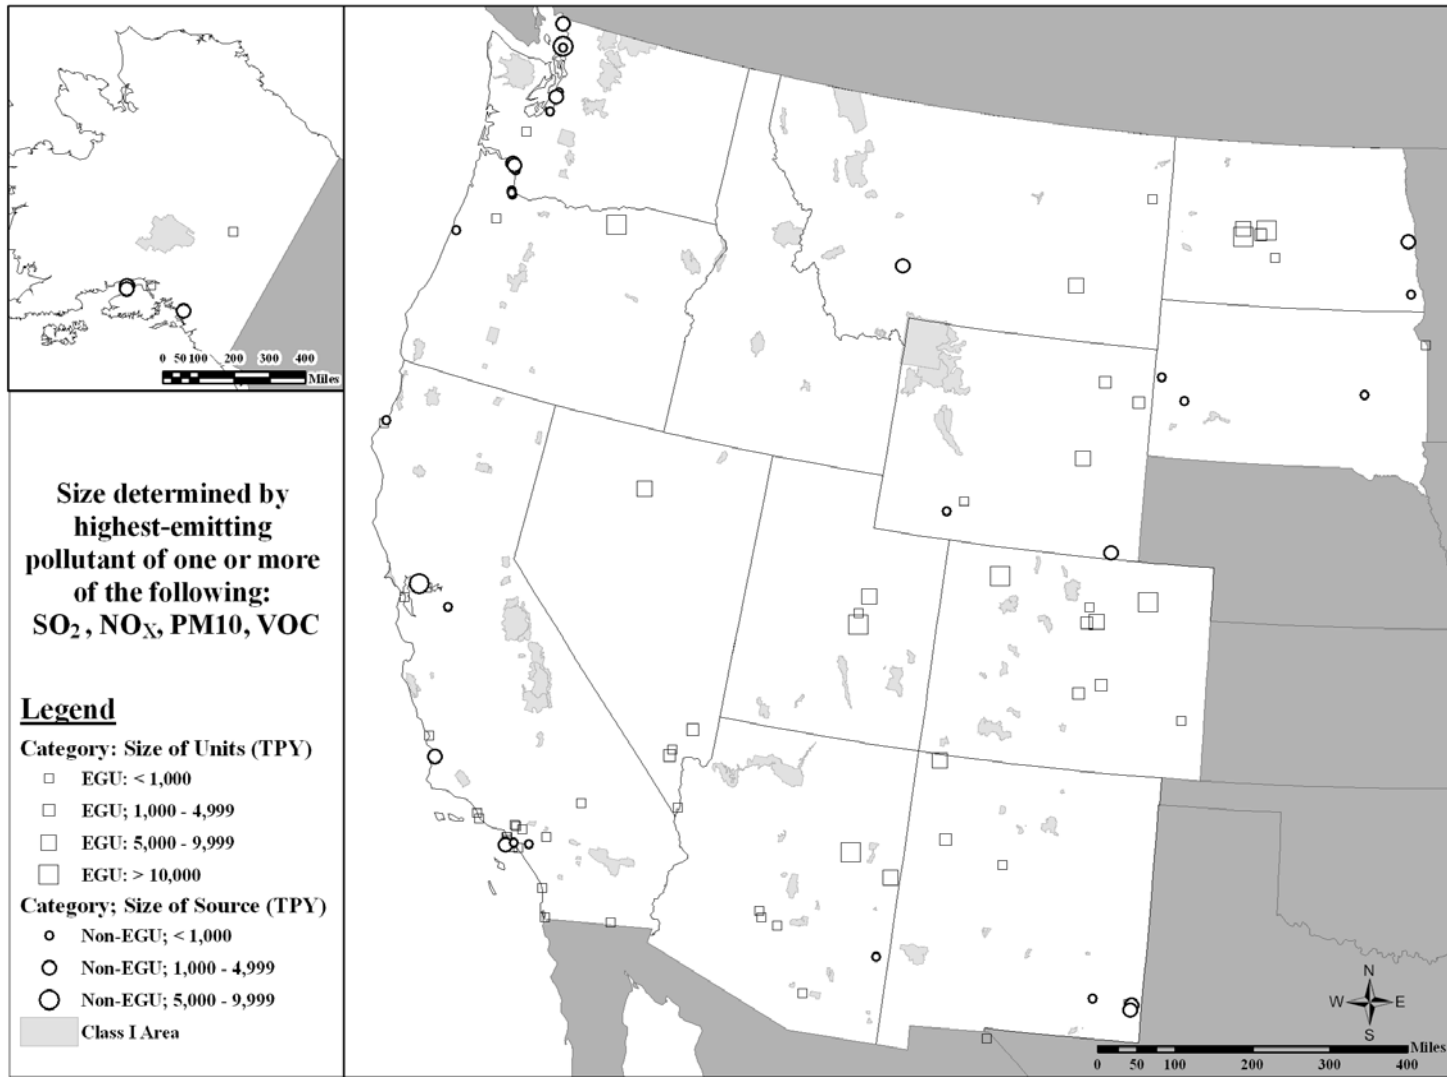 0 50 100 200 300 400
Miles
Size determined by
highest-emitting
pollutant of one or more
of the following:
SO₂ , NOX, PM10, VOC
Legend
Category: Size of Units (TPY)
EGU: < 1,000
EGU; 1,000 - 4,999
EGU: 5,000 - 9,999
EGU: > 10,000
Category; Size of Source (TPY)
Non-EGU; < 1,000
Non-EGU; 1,000 - 4,999
Non-EGU; 5,000 - 9,999
Class I Area
N
W E
S
Miles
0 50 100 200 300 400